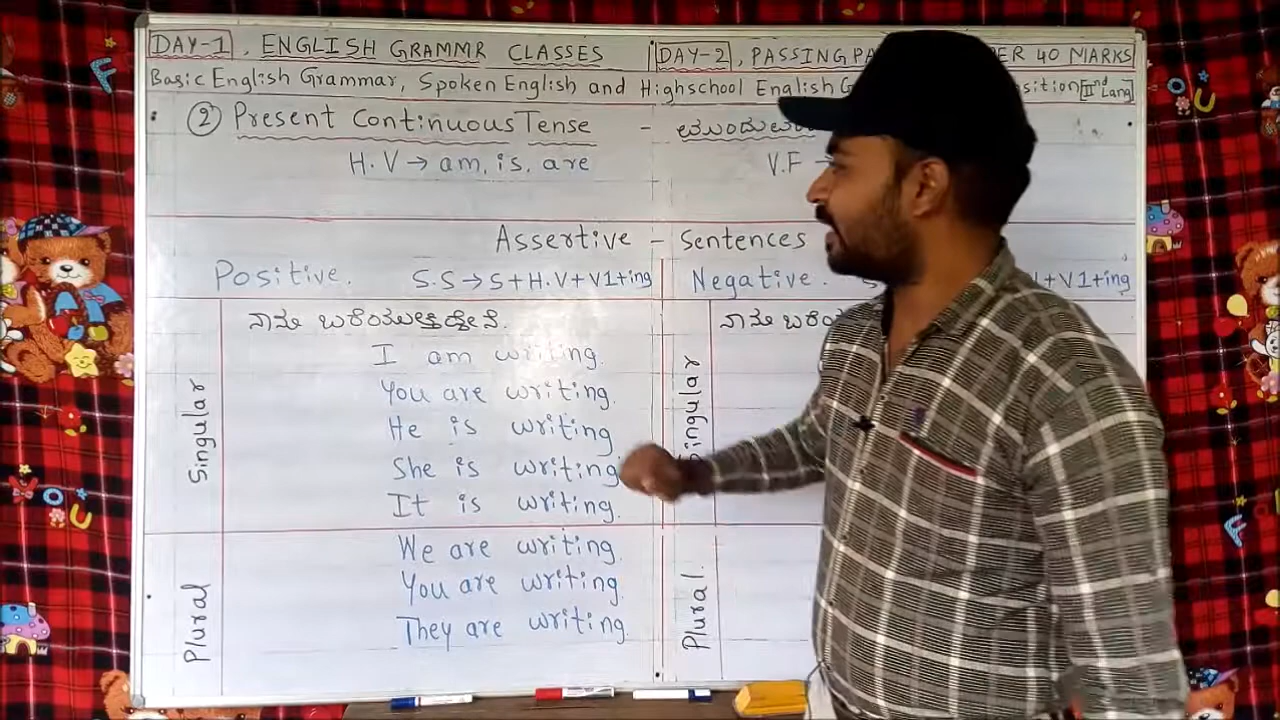 DAY-1, ENGLISH GRAMMR CLASSES
DAY-2, PASSING ER 40 MARKS
Basic English Grammar, Spoken English and Highschool English sition [IInd Lang]
② Present Continuous Tense -
H.V → am, is, are
V.F →
Assertive - Sentences
Positive. S.S → S + H.V + V1 + ing
Negative. + V1 + ing
ನಾನು ಬರೆಯುತ್ತಿದ್ದೇನೆ.
ನಾನು
Singular
I am writing.
You are writing.
He is writing
She is writing
It is writing.
Plural
We are writing.
You are writing
They are writing
Singular
Plural.